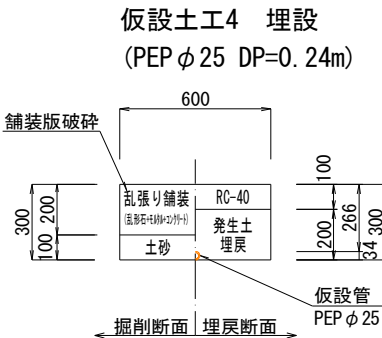 仮設土工4 埋設
(PEPφ25 DP=0.24m)
600
舗装版破砕
乱張り舗装
(乱形石+モルタル+コンクリート)
土砂
RC-40
発生土
埋戻
300
200
100
100
200
266
34
300
仮設管
PEPφ25
掘削断面
埋戻断面